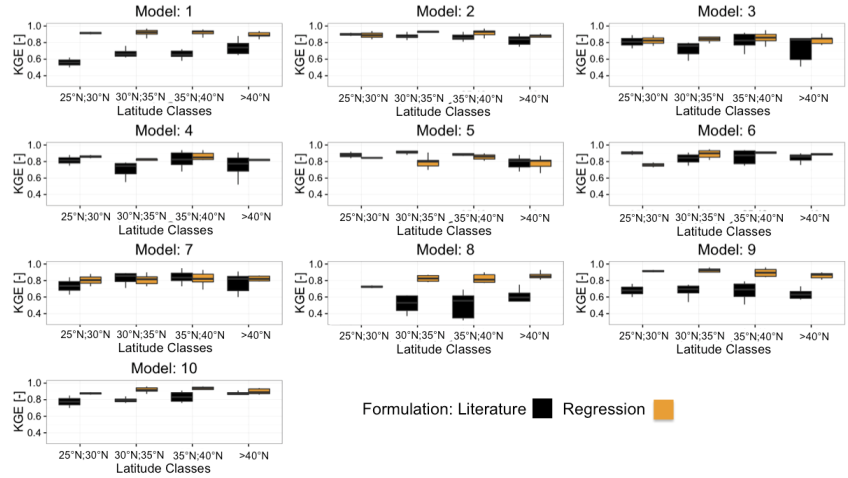 Model: 1
Model: 2
Model: 3
KGE [-]
1.0
0.8
0.6
0.4
KGE [-]
1.0
0.8
0.6
0.4
KGE [-]
1.0
0.8
0.6
0.4
25°N;30°N 30°N;35°N 35°N;40°N >40°N
25°N;30°N 30°N;35°N 35°N;40°N >40°N
25°N;30°N 30°N;35°N 35°N;40°N >40°N
Latitude Classes
Latitude Classes
Latitude Classes
Model: 4
Model: 5
Model: 6
KGE [-]
1.0
0.8
0.6
0.4
KGE [-]
1.0
0.8
0.6
0.4
KGE [-]
1.0
0.8
0.6
0.4
25°N;30°N 30°N;35°N 35°N;40°N >40°N
25°N;30°N 30°N;35°N 35°N;40°N >40°N
25°N;30°N 30°N;35°N 35°N;40°N >40°N
Latitude Classes
Latitude Classes
Latitude Classes
Model: 7
Model: 8
Model: 9
KGE [-]
1.0
0.8
0.6
0.4
KGE [-]
1.0
0.8
0.6
0.4
KGE [-]
1.0
0.8
0.6
0.4
25°N;30°N 30°N;35°N 35°N;40°N >40°N
25°N;30°N 30°N;35°N 35°N;40°N >40°N
25°N;30°N 30°N;35°N 35°N;40°N >40°N
Latitude Classes
Latitude Classes
Latitude Classes
Model: 10
KGE [-]
1.0
0.8
0.6
0.4
25°N;30°N 30°N;35°N 35°N;40°N >40°N
Latitude Classes
Formulation: Literature Regression